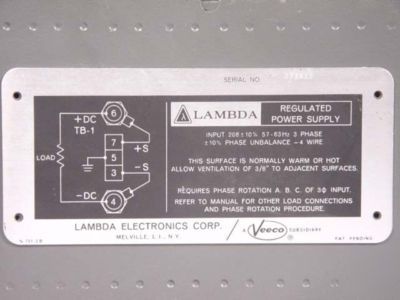 SERIAL NO.
+DC
TB-1
6
7
5
3
4
+S
-S
LOAD
-DC
LAMBDA
REGULATED
POWER SUPPLY
INPUT 208±10% 57-63Hz 3 PHASE
±10% PHASE UNBALANCE -4 WIRE
THIS SURFACE IS NORMALLY WARM OR HOT
ALLOW VENTILATION OF 3/8" TO ADJACENT SURFACES.
REQUIRES PHASE ROTATION A. B. C. OF 3Φ INPUT.
REFER TO MANUAL FOR OTHER LOAD CONNECTIONS
AND PHASE ROTATION PROCEDURE.
LAMBDA ELECTRONICS CORP.
MELVILLE, L.I., N.Y.
A Veeco SUBSIDIARY
PAT. PENDING